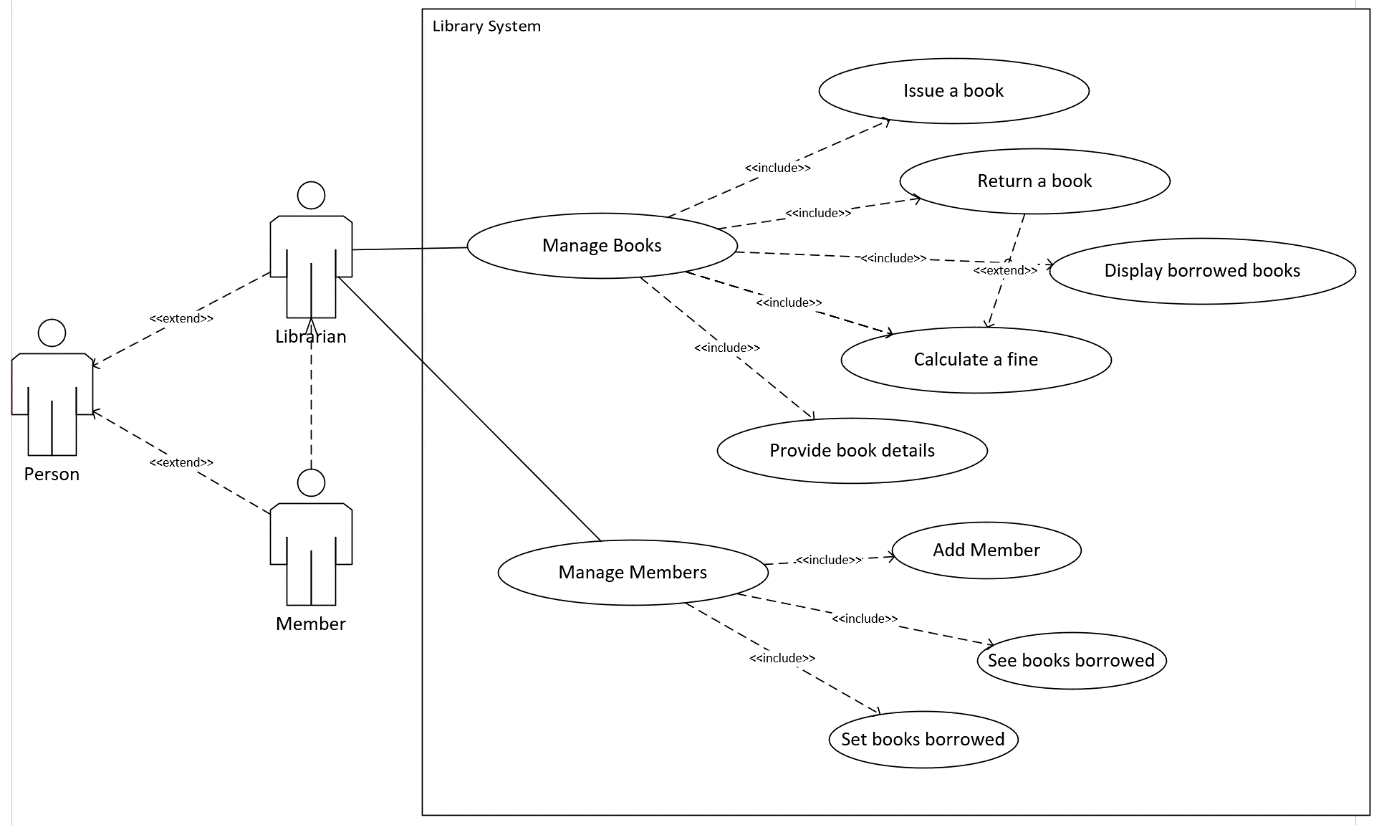 Library System
Issue a book
<<include>>
Return a book
<<include>>
Manage Books
<<include>>
Display borrowed books
<<extend>>
<<include>>
<<extend>>
Librarian
<<include>>
Calculate a fine
Provide book details
<<extend>>
Person
Add Member
<<include>>
Manage Members
Member
<<include>>
See books borrowed
<<include>>
Set books borrowed